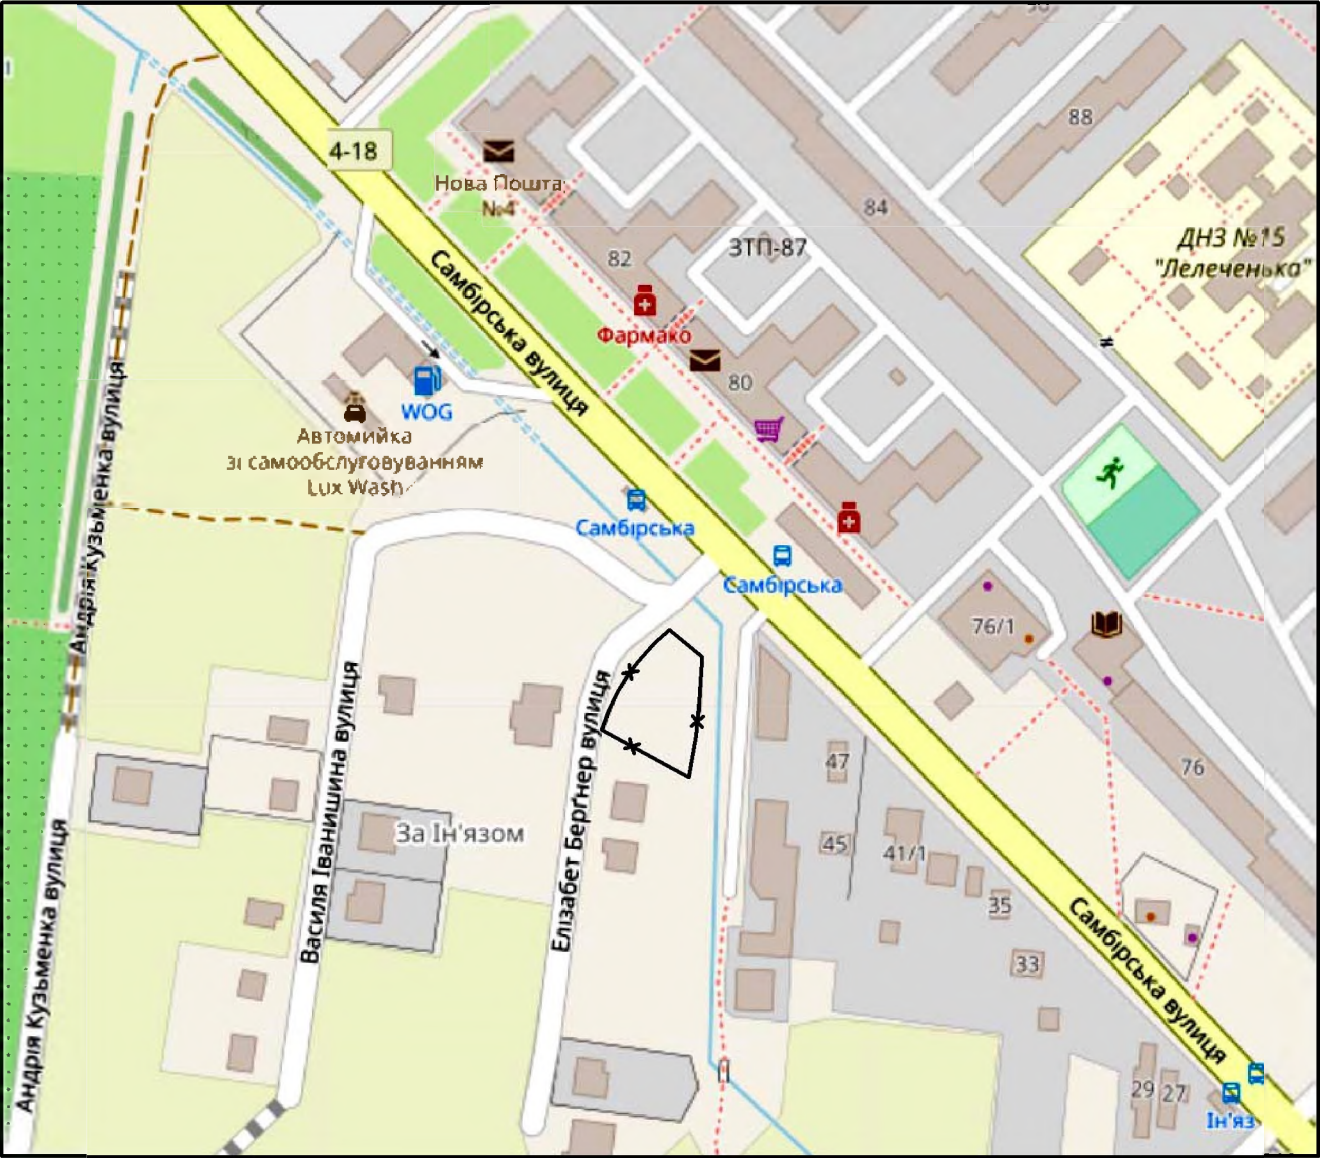 88
4-18
Нова Пошта
№4
84
ДНЗ №15
"Лелеченька"
ЗТП-87
82
Самбірська вулиця
Фармако
80
WOG
Автомийка
зі самообслуговуванням
Lux Wash
Андрія Кузьменка вулиця
Самбірська
Самбірська
76/1
Василя Іванишина вулиця
Елізабет Берґнер вулиця
47
76
За Ін'язом
45
41/1
35
Андрія Кузьменка вулиця
33
Самбірська вулиця
29
27
Ін'яз